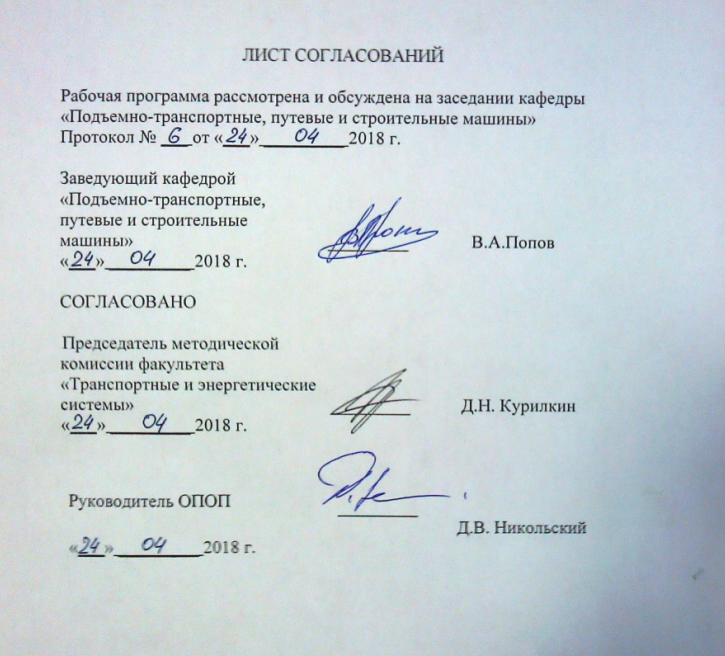 ЛИСТ СОГЛАСОВАНИЙ
Рабочая программа рассмотрена и обсуждена на заседании кафедры
«Подъемно-транспортные, путевые и строительные машины»
Протокол № 6 от «24» 04 2018 г.
Заведующий кафедрой
«Подъемно-транспортные,
путевые и строительные
машины»
В.А.Попов
«24» 04 2018 г.
СОГЛАСОВАНО
Председатель методической
комиссии факультета
«Транспортные и энергетические
системы»
Д.Н. Курилкин
«24» 04 2018 г.
Руководитель ОПОП
Д.В. Никольский
«24» 04 2018 г.